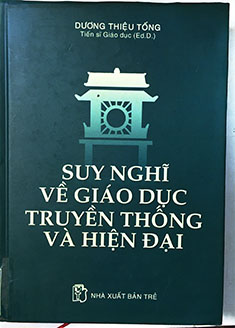 DƯƠNG THIỆU TỐNG
Tiến sĩ Giáo dục (Ed.D.)
SUY NGHĨ
VỀ GIÁO DỤC
TRUYỀN THỐNG
VÀ HIỆN ĐẠI
NHÀ XUẤT BẢN TRẺ